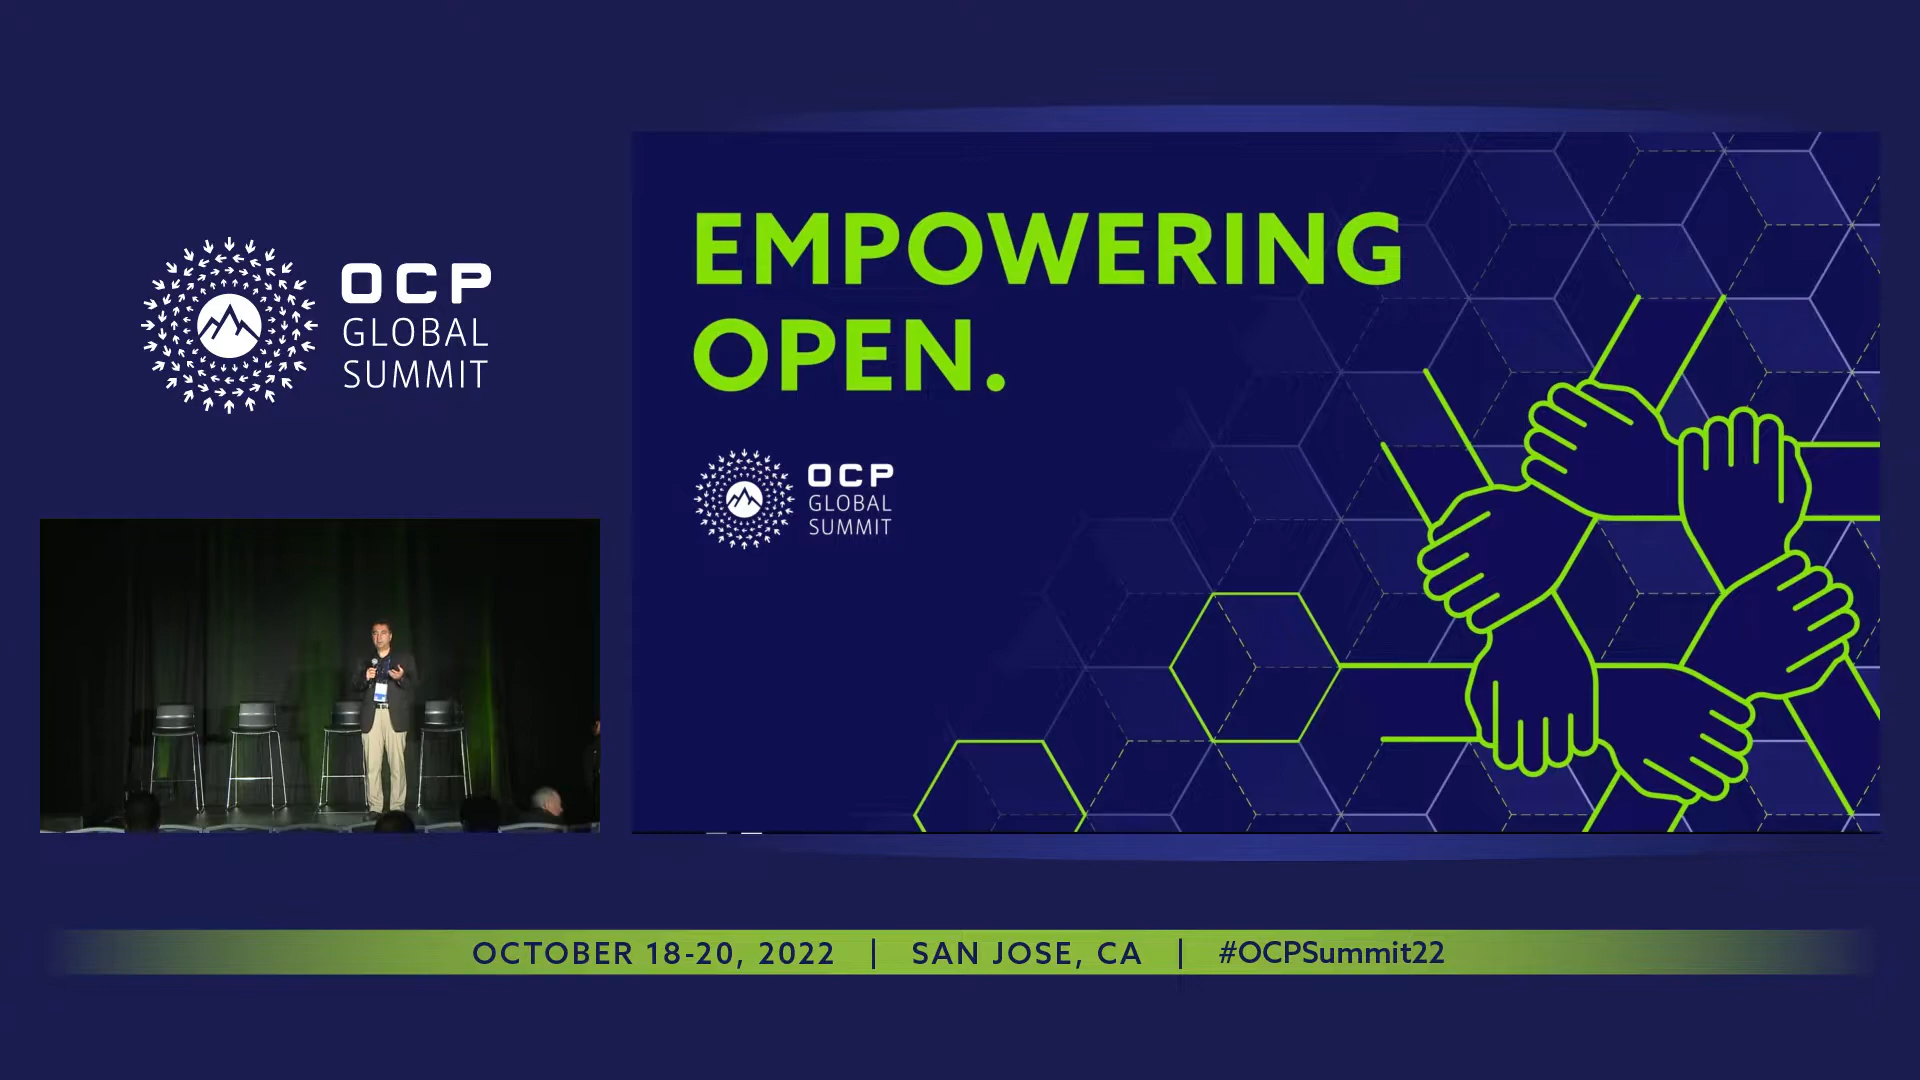 OCP
GLOBAL
SUMMIT
EMPOWERING
OPEN.
OCP
GLOBAL
SUMMIT
OCTOBER 18-20, 2022 | SAN JOSE, CA | #OCPSummit22